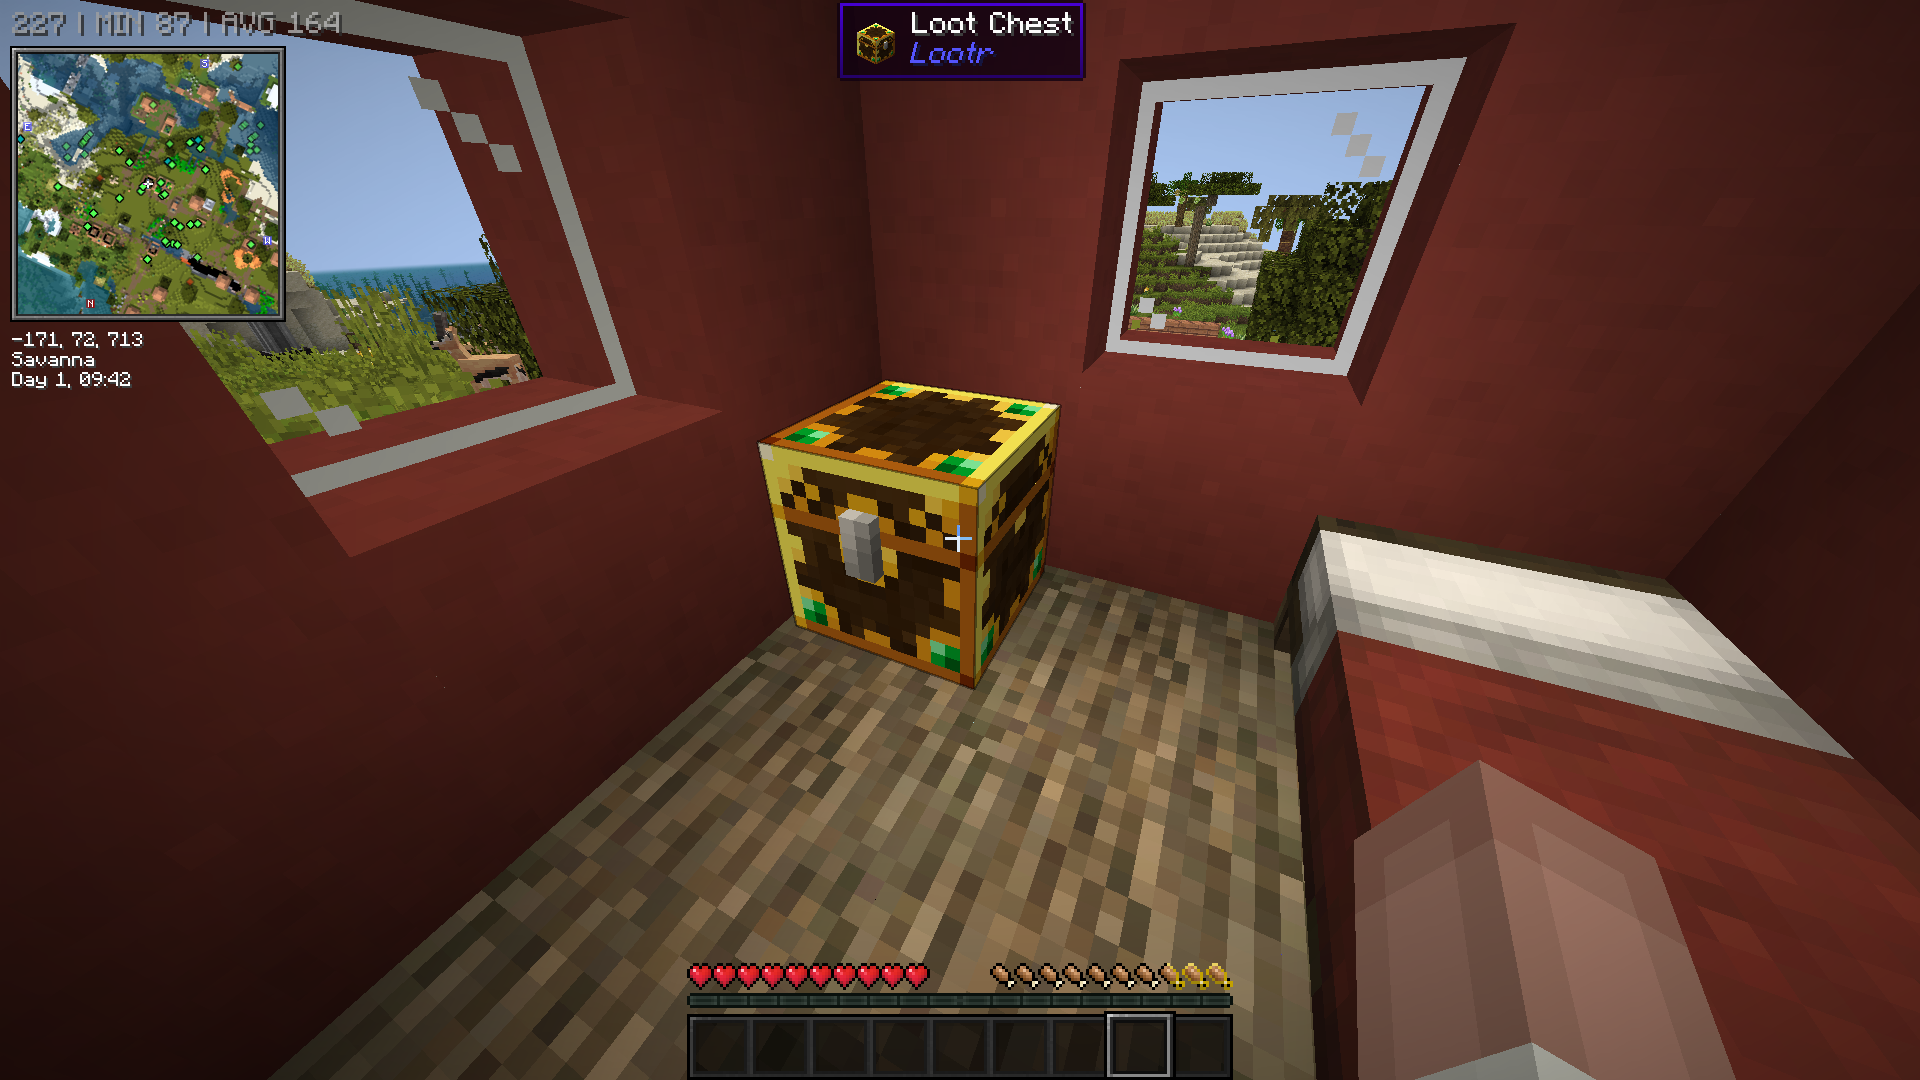 227 | MIN 87 | AVG 164
Loot Chest
Lootr
S
E
W
N
-171, 72, 713
Savanna
Day 1, 09:42